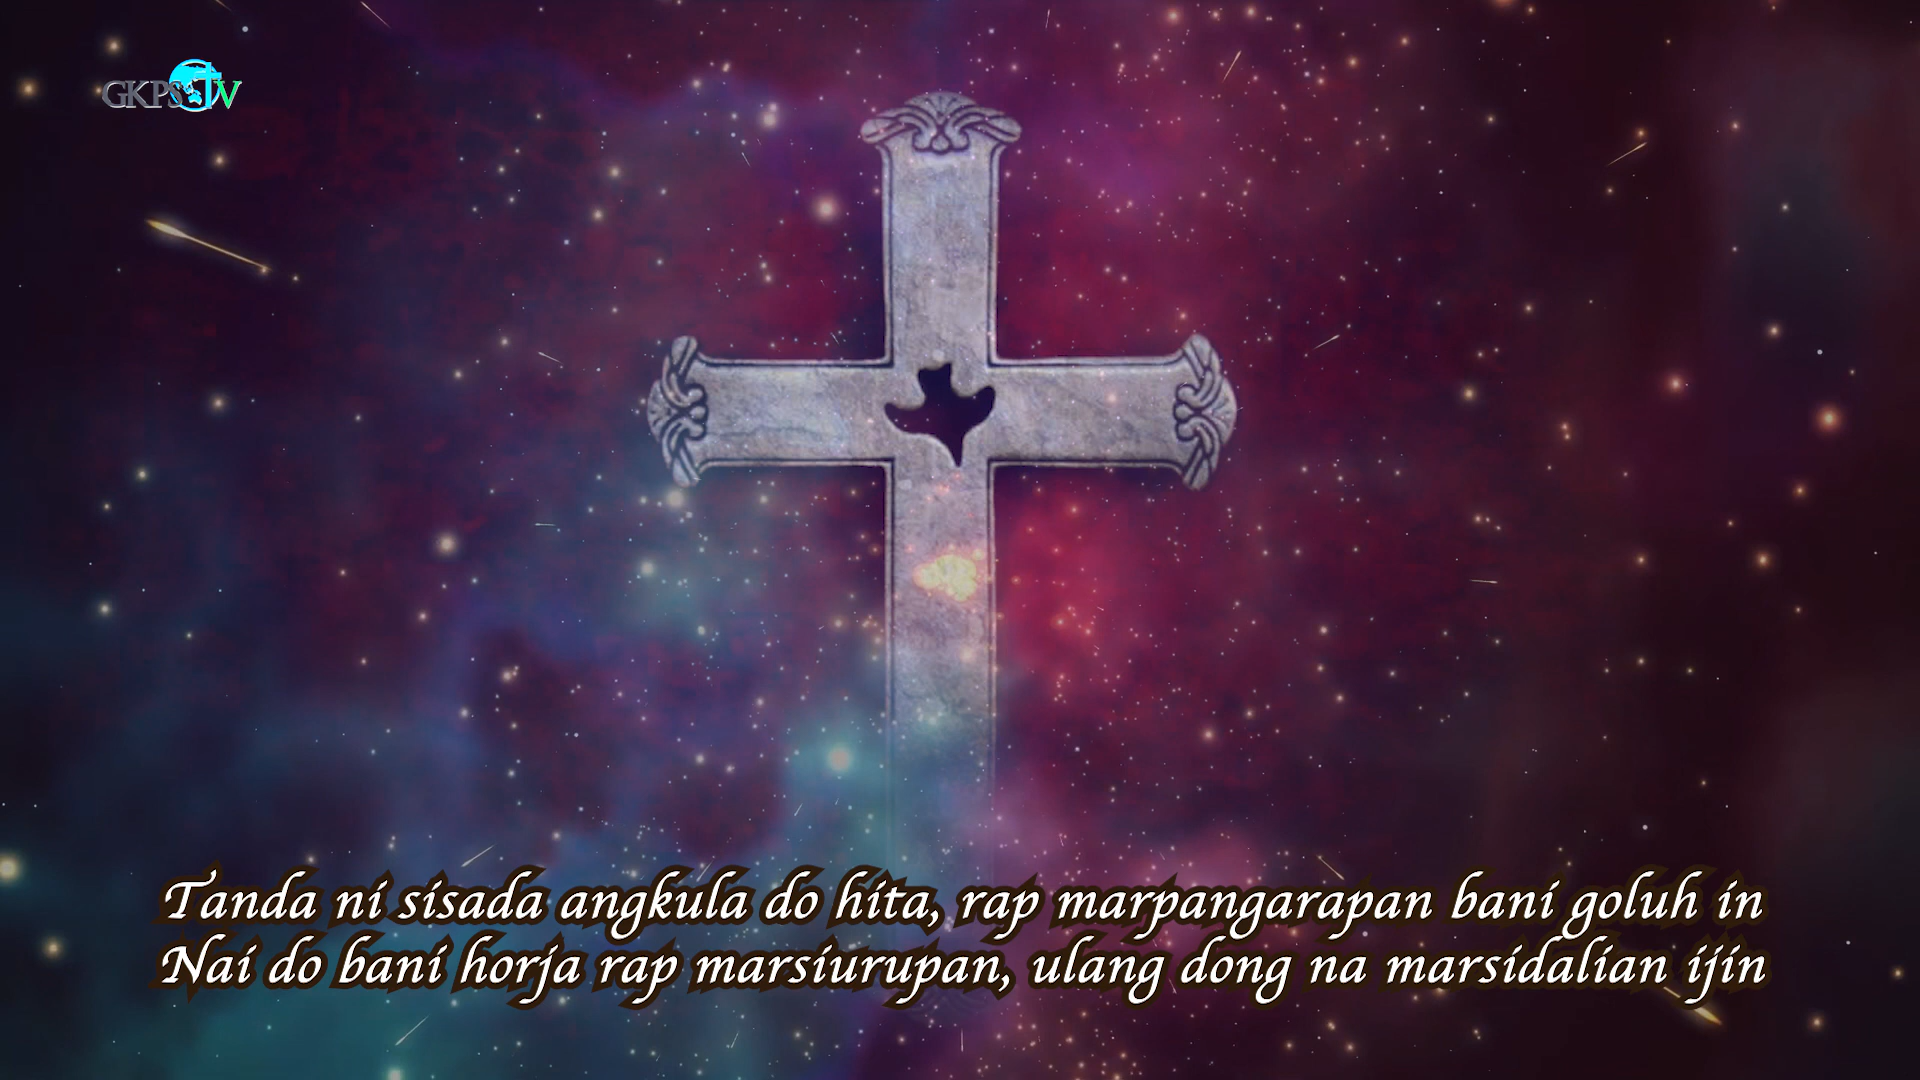 GKPS TV
Tanda ni sisada angkula do hita, rap marpangarapan bani goluh in
Nai do bani horja rap marsiurupan, ulang dong na marsidalian ijin